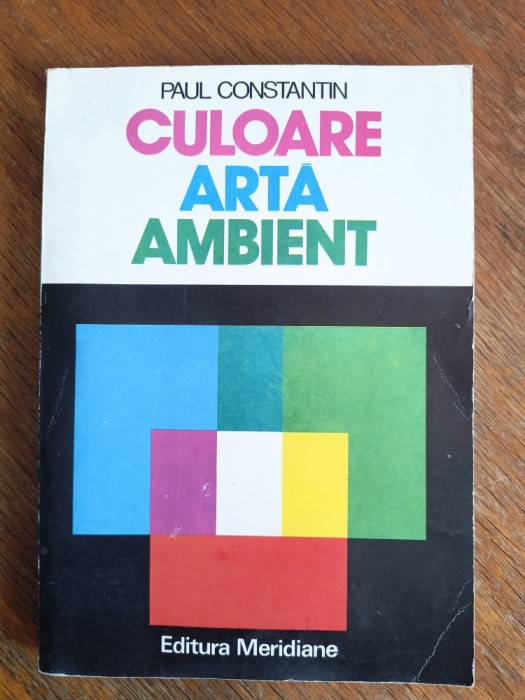 PAUL CONSTANTIN
CULOARE
ARTĂ
AMBIENT
Editura Meridiane